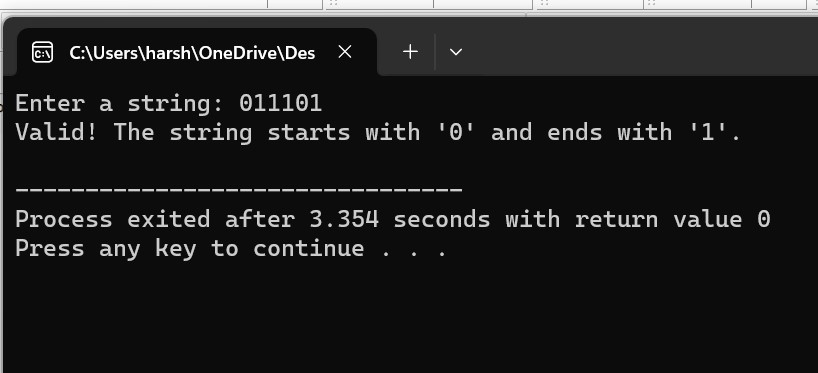 C:\Users\harsh\OneDrive\Des
Enter a string: 011101
Valid! The string starts with '0' and ends with '1'.
--------------------------------
Process exited after 3.354 seconds with return value 0
Press any key to continue . . .